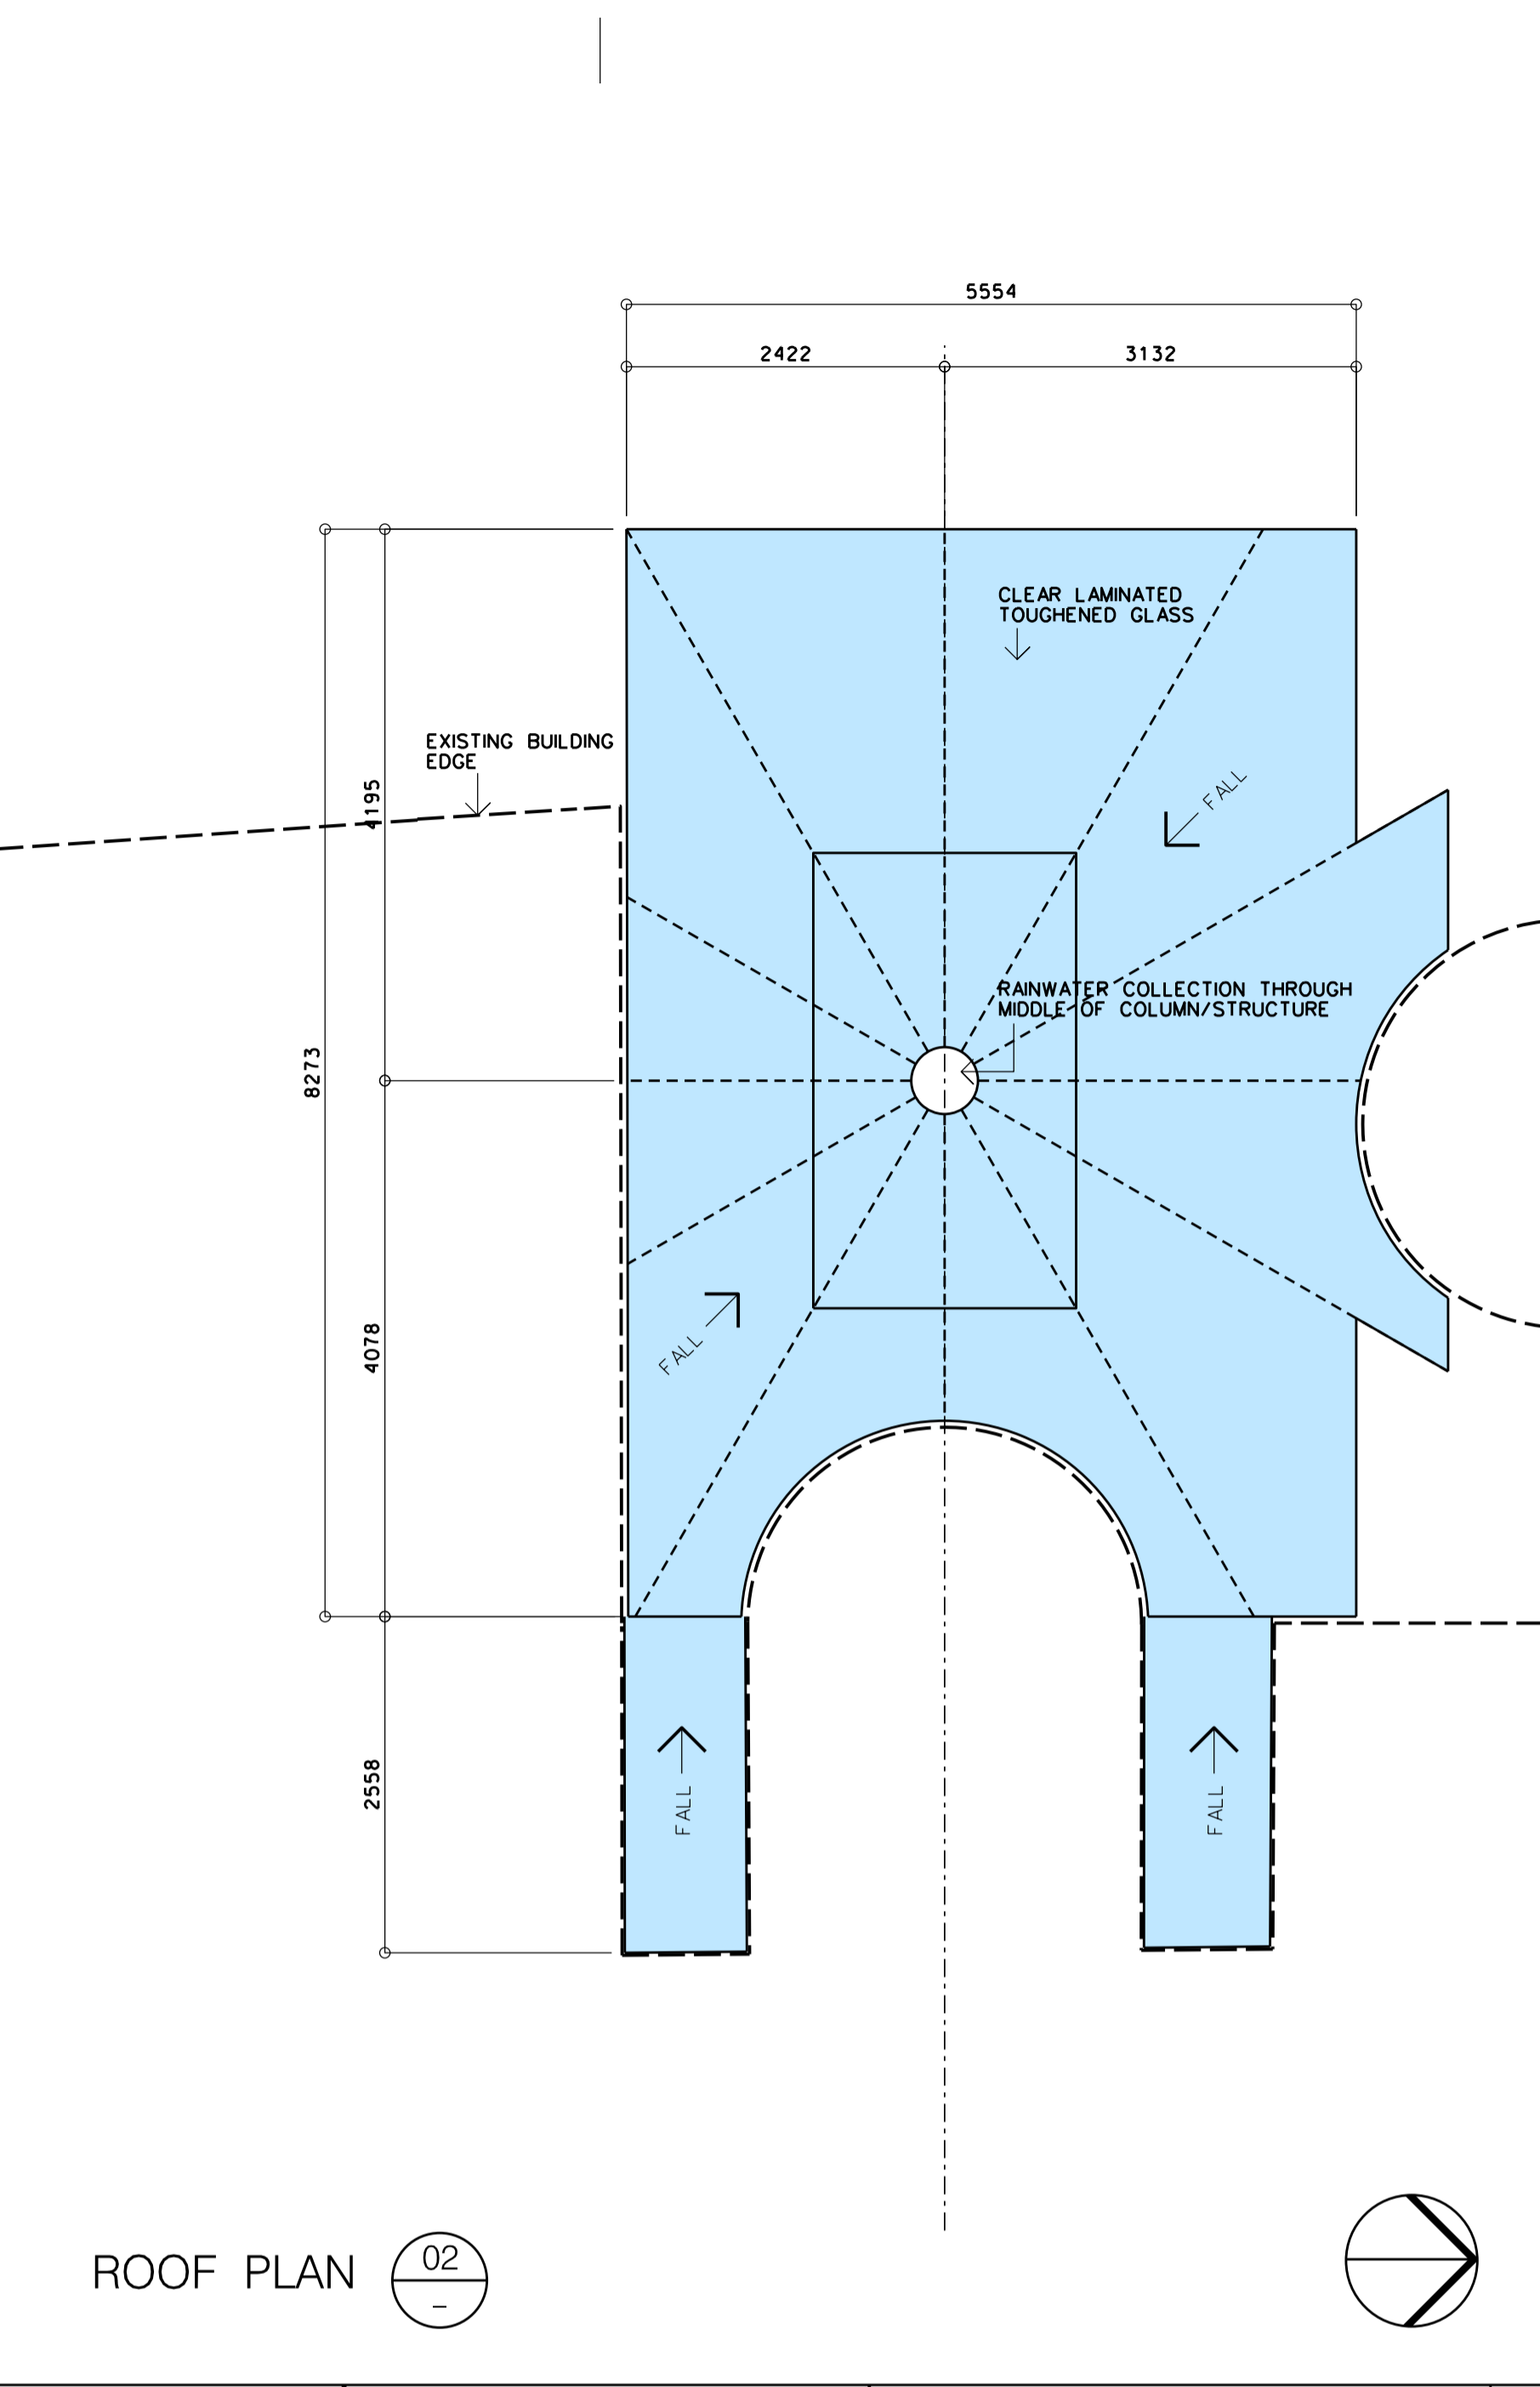 5554
2422
3132
CLEAR LAMINATED
TOUGHENED GLASS
EXISTING BUILDING
EDGE
4195
FALL
RAINWATER COLLECTION THROUGH
MIDDLE OF COLUMN/STRUCTURE
8273
4078
FALL
2558
FALL
FALL
ROOF PLAN
02
–